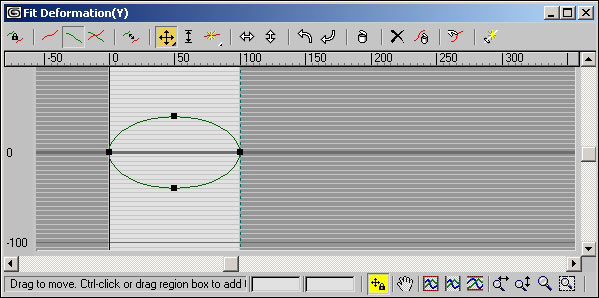 Fit Deformation(Y)
-50 0 50 100 150 200 250 300
0
-100
Drag to move. Ctrl-click or drag region box to add